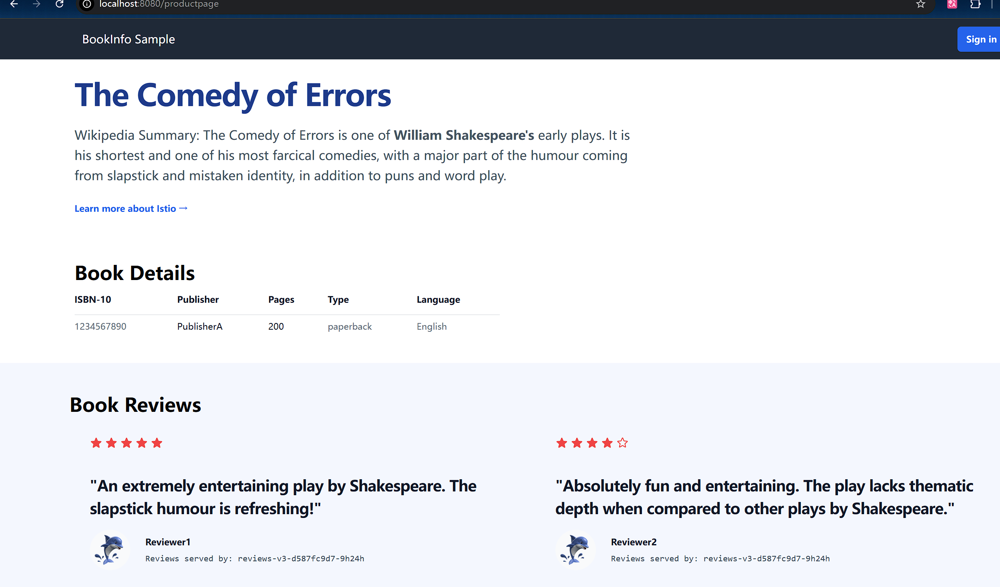 localhost:8080/productpage
BookInfo Sample
Sign in
The Comedy of Errors
Wikipedia Summary: The Comedy of Errors is one of William Shakespeare's early plays. It is
his shortest and one of his most farcical comedies, with a major part of the humour coming
from slapstick and mistaken identity, in addition to puns and word play.
Learn more about Istio →
Book Details
ISBN-10 Publisher Pages Type Language
1234567890 PublisherA 200 paperback English
Book Reviews
"An extremely entertaining play by Shakespeare. The
slapstick humour is refreshing!"
Reviewer1
Reviews served by: reviews-v3-d587fc9d7-9h24h
"Absolutely fun and entertaining. The play lacks thematic
depth when compared to other plays by Shakespeare."
Reviewer2
Reviews served by: reviews-v3-d587fc9d7-9h24h